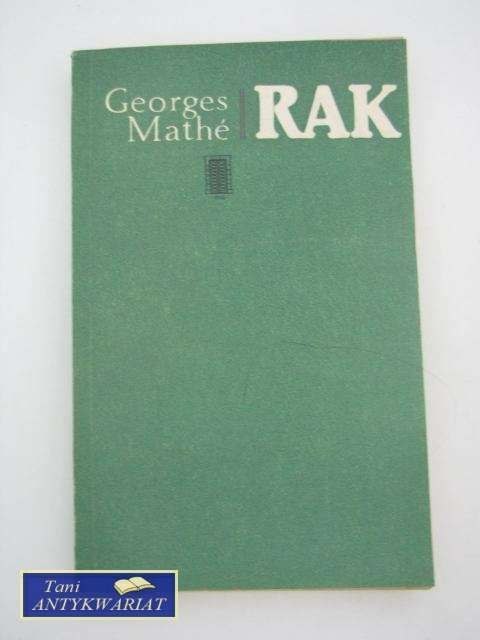 Georges
Mathé
RAK
Tani
ANTYKWARIAT